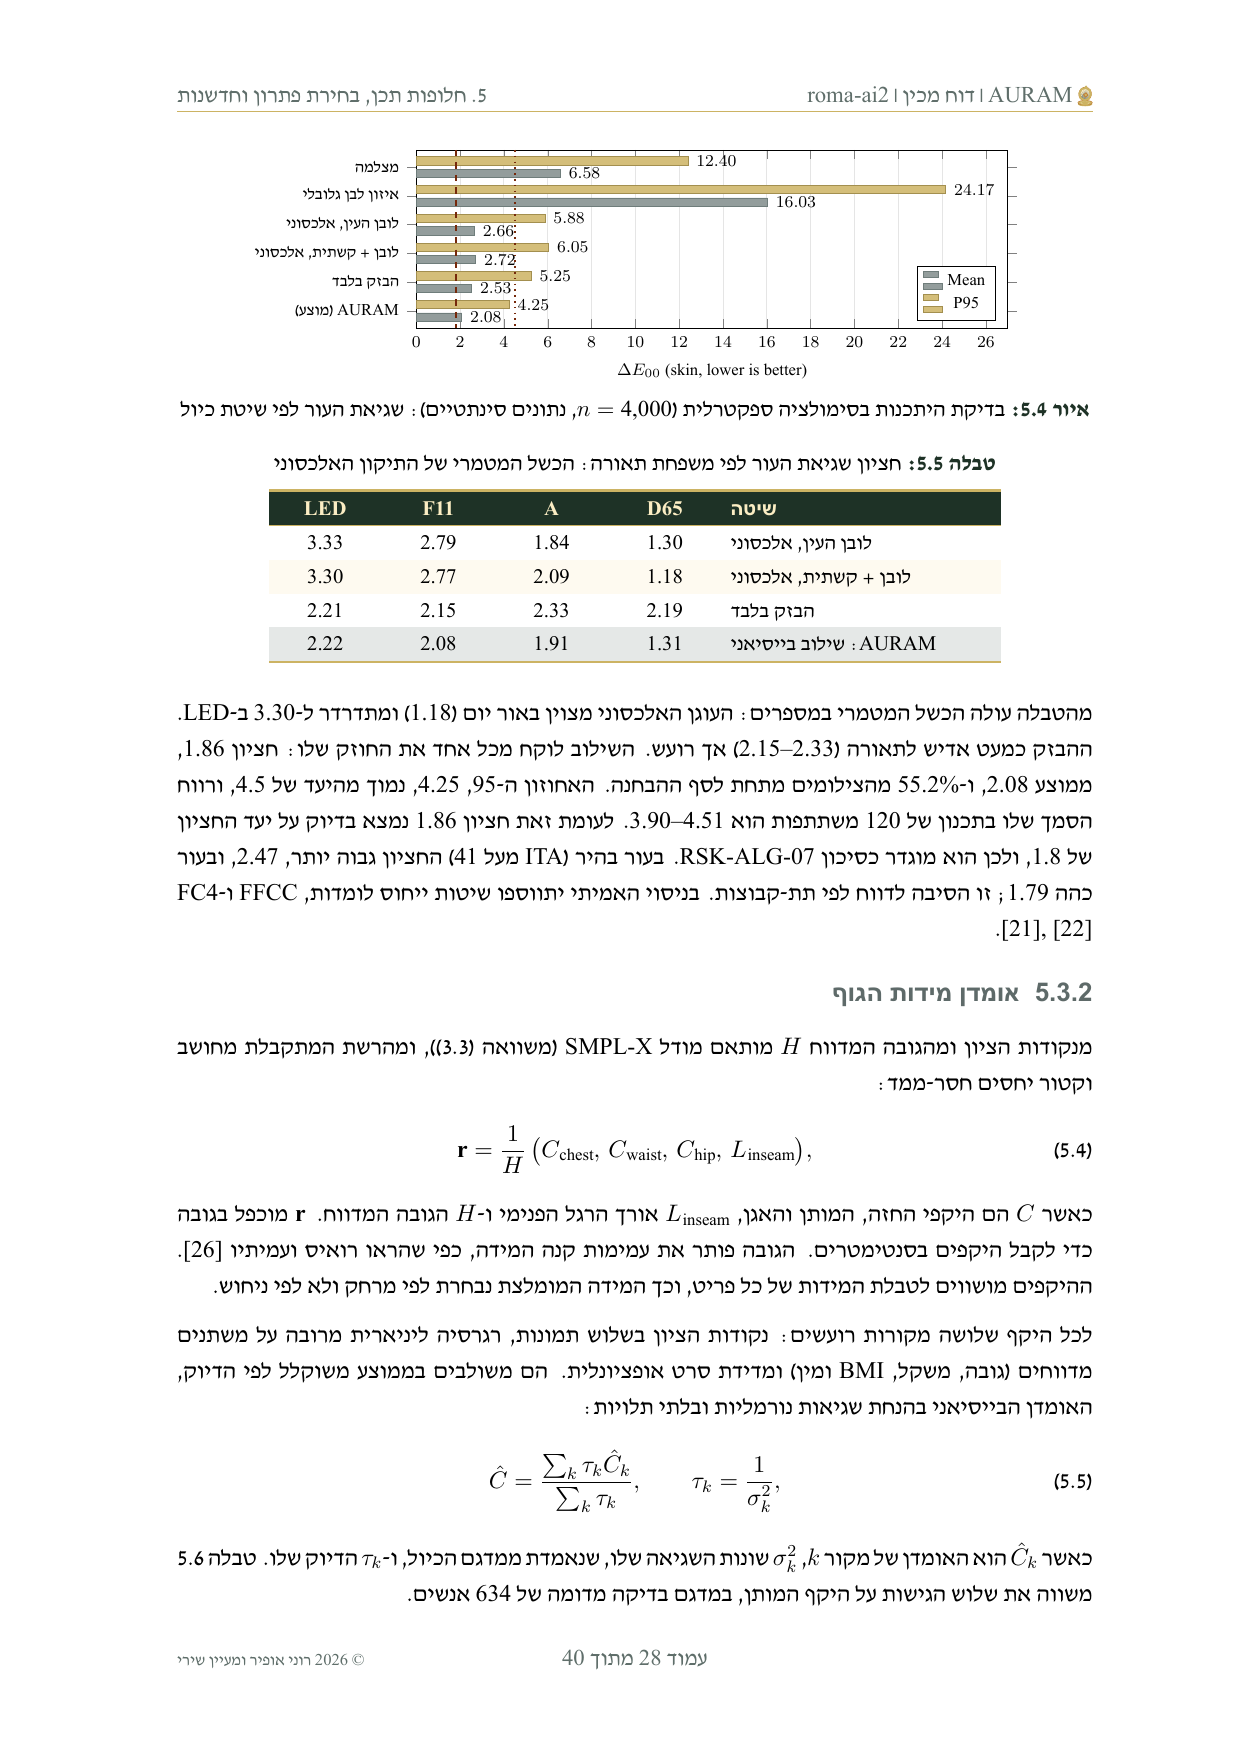 AURAM | דוח מכין | roma-ai2
5. חלופות תכן, בחירת פתרון וחדשנות
מצלמה 12.40 6.58
איזון לבן גלובלי 24.17 16.03
לובן העין, אלכסוני 5.88 2.66
לובן + קשתית, אלכסוני 6.05 2.72
הבזק בלבד 5.25 2.53
AURAM (מוצע) 4.25 2.08
Mean
P95
0 2 4 6 8 10 12 14 16 18 20 22 24 26
ΔE₀₀ (skin, lower is better)
איור 5.4: בדיקת היתכנות בסימולציה ספקטרלית (n = 4,000, נתונים סינתטיים): שגיאת העור לפי שיטת כיול
טבלה 5.5: חציון שגיאת העור לפי משפחת תאורה: הכשל המטמרי של התיקון האלכסוני
שיטה D65 A F11 LED
לובן העין, אלכסוני 1.30 1.84 2.79 3.33
לובן + קשתית, אלכסוני 1.18 2.09 2.77 3.30
הבזק בלבד 2.19 2.33 2.15 2.21
AURAM: שילוב בייסיאני 1.31 1.91 2.08 2.22
מהטבלה עולה הכשל המטמרי במספרים: העוגן האלכסוני מצוין באור יום (1.18) ומתדרדר ל-3.30 ב-LED.
ההבזק כמעט אדיש לתאורה (2.15–2.33) אך רועש. השילוב לוקח מכל אחד את החוזק שלו: חציון 1.86,
ממוצע 2.08, ו-55.2% מהצילומים מתחת לסף ההבחנה. האחוזון ה-95, 4.25, נמוך מהיעד של 4.5, ורווח
הסמך שלו בתכנון של 120 משתתפות הוא 3.90–4.51. לעומת זאת חציון 1.86 נמצא בדיוק על יעד החציון
של 1.8, ולכן הוא מוגדר כסיכון RSK-ALG-07. בעור בהיר (ITA מעל 41) החציון גבוה יותר, 2.47, ובעור
כהה 1.79; זו הסיבה לדווח לפי תת-קבוצות. בניסוי האמיתי יתווספו שיטות ייחוס לומדות, FFCC ו-FC4
[21], [22].
5.3.2 אומדן מידות הגוף
מנקודות הציון ומהגובה המדווח H מותאם מודל SMPL-X (משוואה (3.3)), ומהרשת המתקבלת מחושב
וקטור יחסים חסר-ממד:
r = 1/H (C_chest, C_waist, C_hip, L_inseam), (5.4)
כאשר C הם היקפי החזה, המותן והאגן, L_inseam אורך הרגל הפנימי ו-H הגובה המדווח. r מוכפל בגובה
כדי לקבל היקפים בסנטימטרים. הגובה פותר את עמימות קנה המידה, כפי שהראו רואיס ועמיתיו [26].
ההיקפים מושווים לטבלת המידות של כל פריט, וכך המידה המומלצת נבחרת לפי מרחק ולא לפי ניחוש.
לכל היקף שלושה מקורות רועשים: נקודות הציון בשלוש תמונות, רגרסיה ליניארית מרובה על משתנים
מדווחים (גובה, משקל, BMI ומין) ומדידת סרט אופציונלית. הם משולבים בממוצע משוקלל לפי הדיוק,
האומדן הבייסיאני בהנחת שגיאות נורמליות ובלתי תלויות:
Ĉ = ∑_k τ_k Ĉ_k / ∑_k τ_k, τ_k = 1/σ_k², (5.5)
כאשר Ĉ_k הוא האומדן של מקור k, σ_k² שונות השגיאה שלו, שנאמדת ממדגם הכיול, ו-τ_k הדיוק שלו. טבלה 5.6
משווה את שלוש הגישות על היקף המותן, במדגם בדיקה מדומה של 634 אנשים.
עמוד 28 מתוך 40
© 2026 רוני אופיר ומעיין שירי